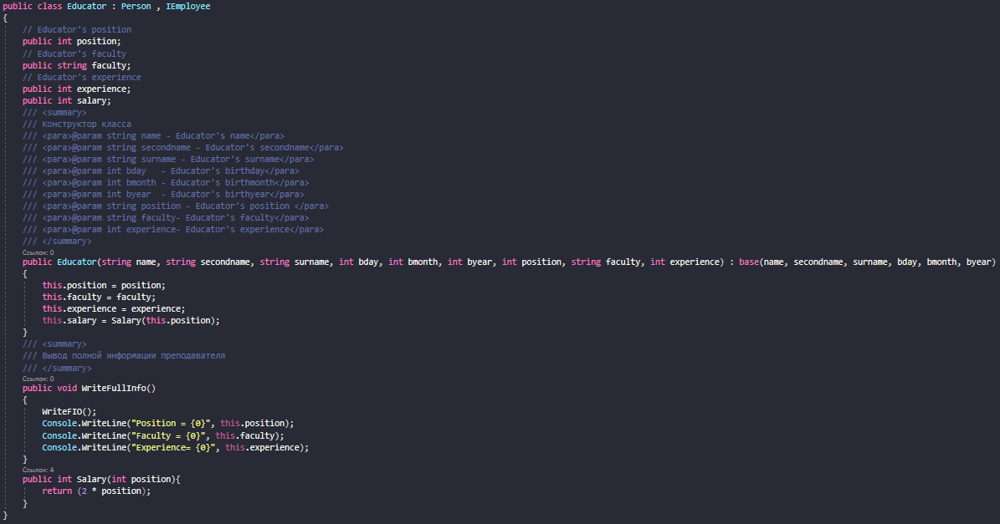 public class Educator : Person , IEmployee
{
// Educator's position
public int position;
// Educator's faculty
public string faculty;
// Educator's experience
public int experience;
public int salary;
/// <summary>
/// Конструктор класса
/// <para>@param string name - Educator's name</para>
/// <para>@param string secondname - Educator's secondname</para>
/// <para>@param string surname - Educator's surname</para>
/// <para>@param int bday   - Educator's birthday</para>
/// <para>@param int bmonth - Educator's birthmonth</para>
/// <para>@param int byear  - Educator's birthyear</para>
/// <para>@param string position - Educator's position </para>
/// <para>@param string faculty- Educator's faculty</para>
/// <para>@param int experience- Educator's experience</para>
/// </summary>
Ссылок: 0
public Educator(string name, string secondname, string surname, int bday, int bmonth, int byear, int position, string faculty, int experience) : base(name, secondname, surname, bday, bmonth, byear)
{
this.position = position;
this.faculty = faculty;
this.experience = experience;
this.salary = Salary(this.position);
}
/// <summary>
/// Вывод полной информации преподавателя
/// </summary>
Ссылок: 0
public void WriteFullInfo()
{
WriteFIO();
Console.WriteLine("Position = {0}", this.position);
Console.WriteLine("Faculty = {0}", this.faculty);
Console.WriteLine("Experience= {0}", this.experience);
}
Ссылок: 4
public int Salary(int position){
return (2 * position);
}
}